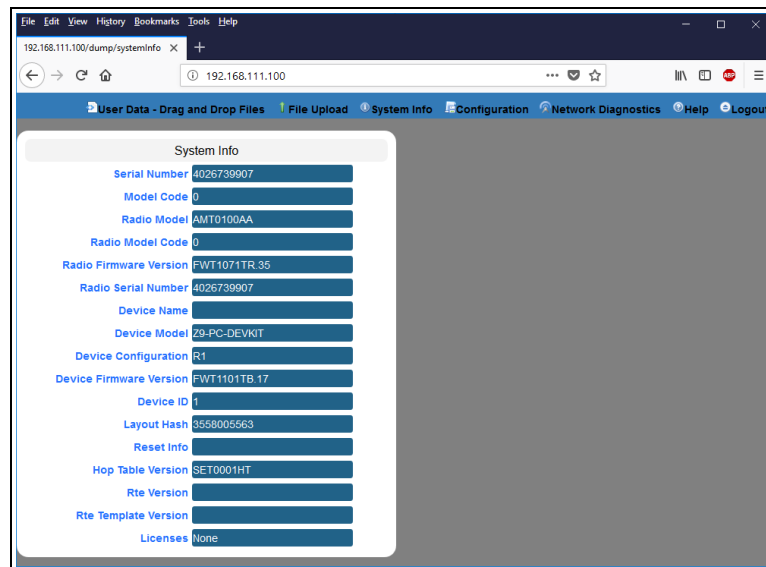 File Edit View History Bookmarks Tools Help
192.168.111.100/dump/systemInfo
192.168.111.100
ABP
User Data - Drag and Drop Files File Upload System Info Configuration Network Diagnostics Help Logout
System Info
Serial Number 4026739907
Model Code 0
Radio Model AMT0100AA
Radio Model Code 0
Radio Firmware Version FWT1071TR.35
Radio Serial Number 4026739907
Device Name
Device Model Z9-PC-DEVKIT
Device Configuration R1
Device Firmware Version FWT1101TB.17
Device ID 1
Layout Hash 3558005563
Reset Info
Hop Table Version SET0001HT
Rte Version
Rte Template Version
Licenses None